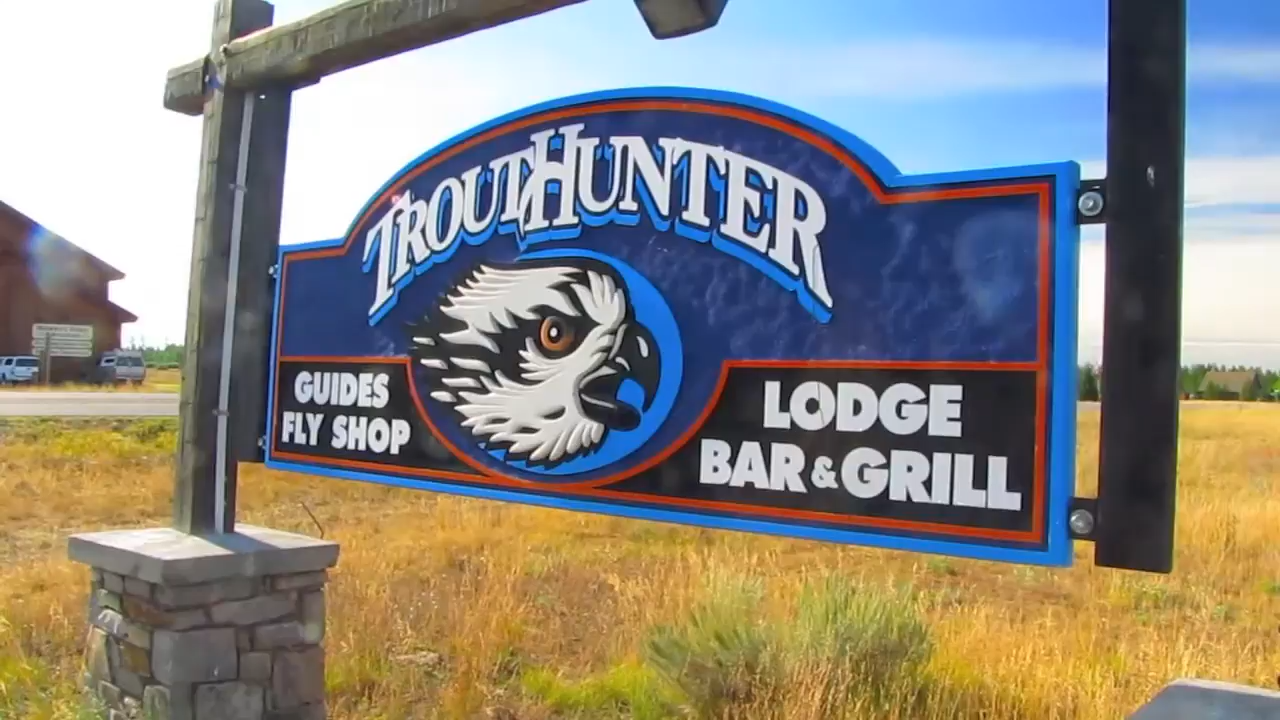 TROUTHUNTER
GUIDES
FLY SHOP
LODGE
BAR & GRILL